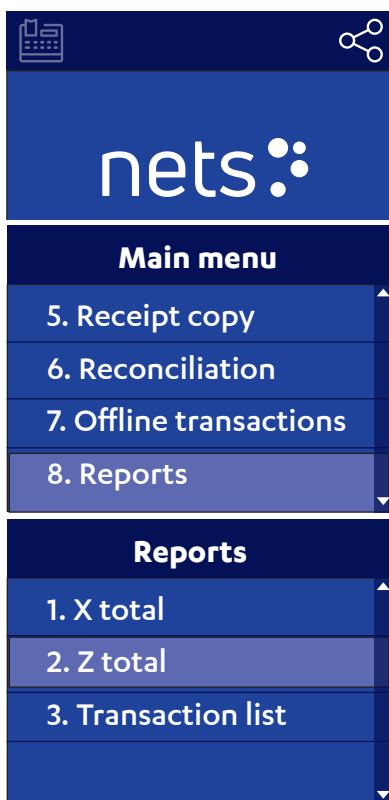 nets
Main menu
5. Receipt copy
6. Reconciliation
7. Offline transactions
8. Reports
Reports
1. X total
2. Z total
3. Transaction list